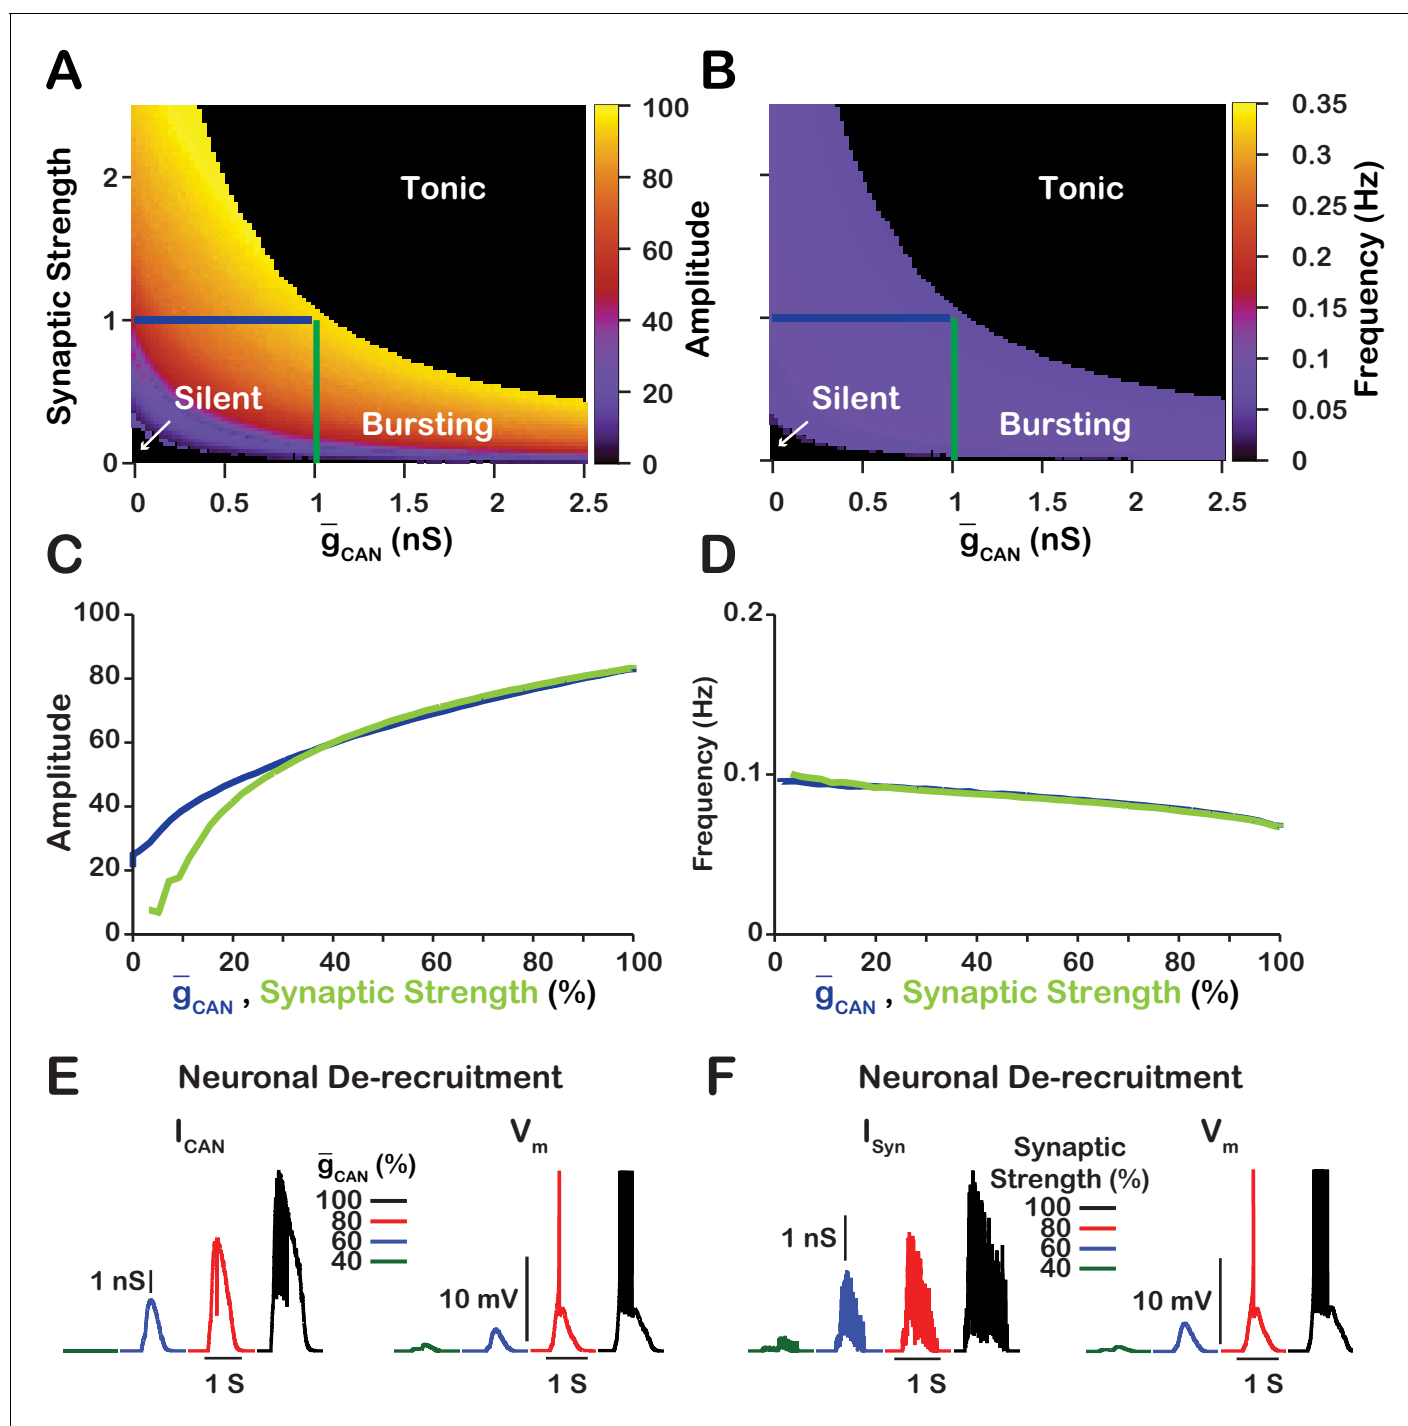 A
B
Synaptic Strength
2
1
0
Tonic
Silent
Bursting
0 0.5 1 1.5 2 2.5
g̅CAN (nS)
100
80
60
40
20
0
Amplitude
Tonic
Silent
Bursting
0 0.5 1 1.5 2 2.5
g̅CAN (nS)
0.35
0.3
0.25
0.2
0.15
0.1
0.05
0
Frequency (Hz)
C
D
Amplitude
100
80
60
40
20
0
0 20 40 60 80 100
g̅CAN , Synaptic Strength (%)
Frequency (Hz)
0.2
0.1
0
0 20 40 60 80 100
g̅CAN , Synaptic Strength (%)
E
Neuronal De-recruitment
ICAN
Vm
g̅CAN (%)
100
80
60
40
1 nS
10 mV
1 S
1 S
F
Neuronal De-recruitment
ISyn
Vm
Synaptic
Strength (%)
100
80
60
40
1 nS
10 mV
1 S
1 S